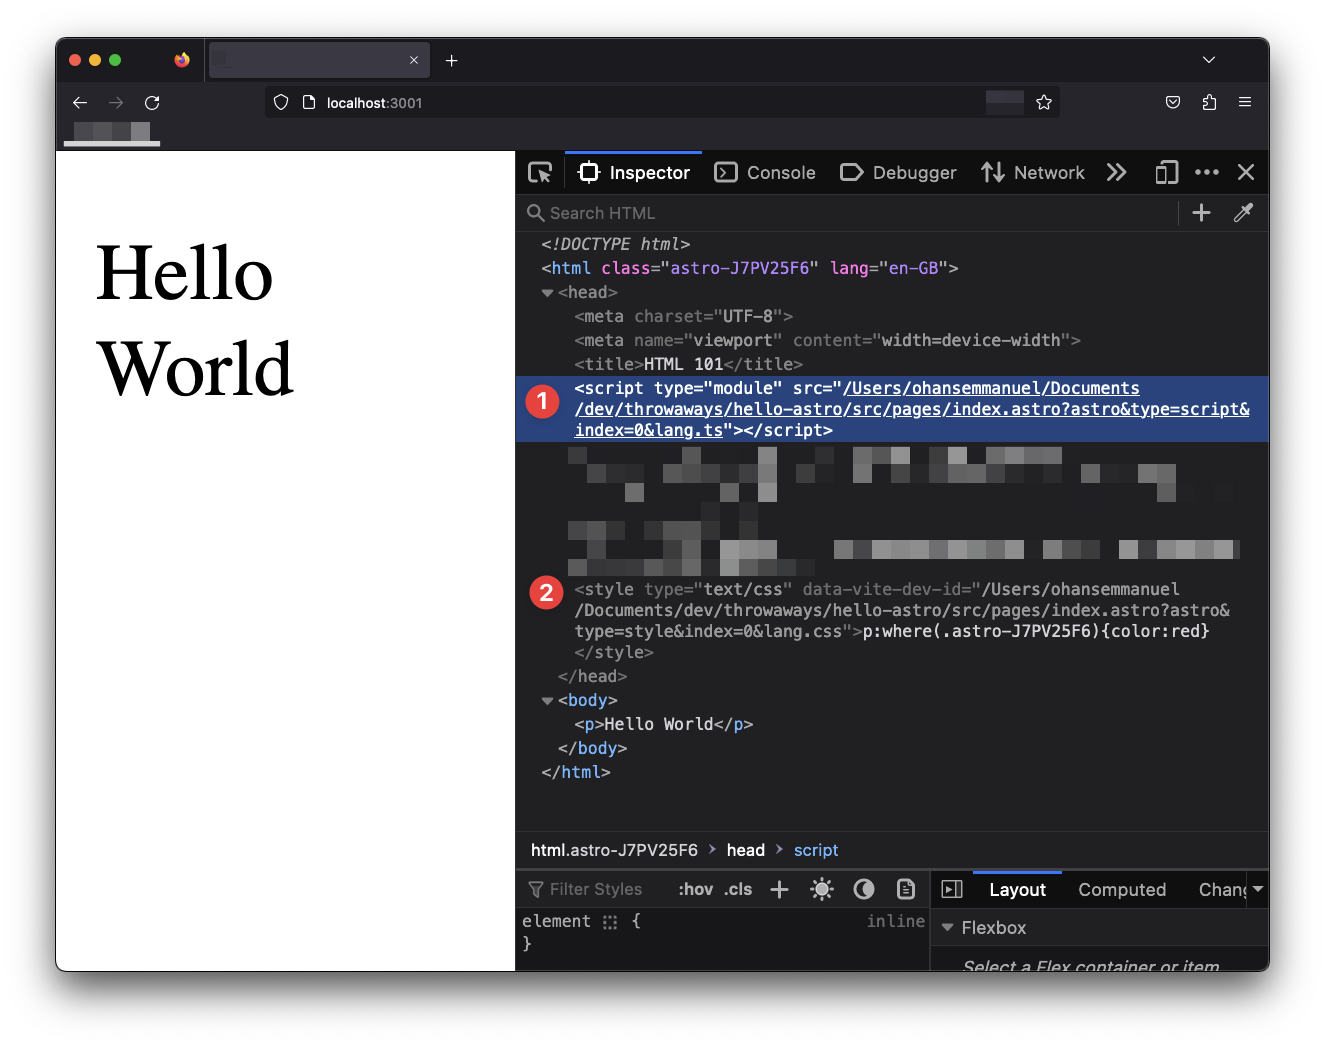 localhost:3001
Hello
World
Inspector
Console
Debugger
Network
Search HTML
<!DOCTYPE html>
<html class="astro-J7PV25F6" lang="en-GB">
<head>
<meta charset="UTF-8">
<meta name="viewport" content="width=device-width">
<title>HTML 101</title>
1
<script type="module" src="/Users/ohansemmanuel/Documents
/dev/throwaways/hello-astro/src/pages/index.astro?astro&type=script&
index=0&lang.ts"></script>
2
<style type="text/css" data-vite-dev-id="/Users/ohansemmanuel
/Documents/dev/throwaways/hello-astro/src/pages/index.astro?astro&
type=style&index=0&lang.css">p:where(.astro-J7PV25F6){color:red}
</style>
</head>
<body>
<p>Hello World</p>
</body>
</html>
html.astro-J7PV25F6 > head > script
Filter Styles
:hov .cls
Layout
Computed
Chang
element { inline
}
Flexbox
Select a Flex container or item